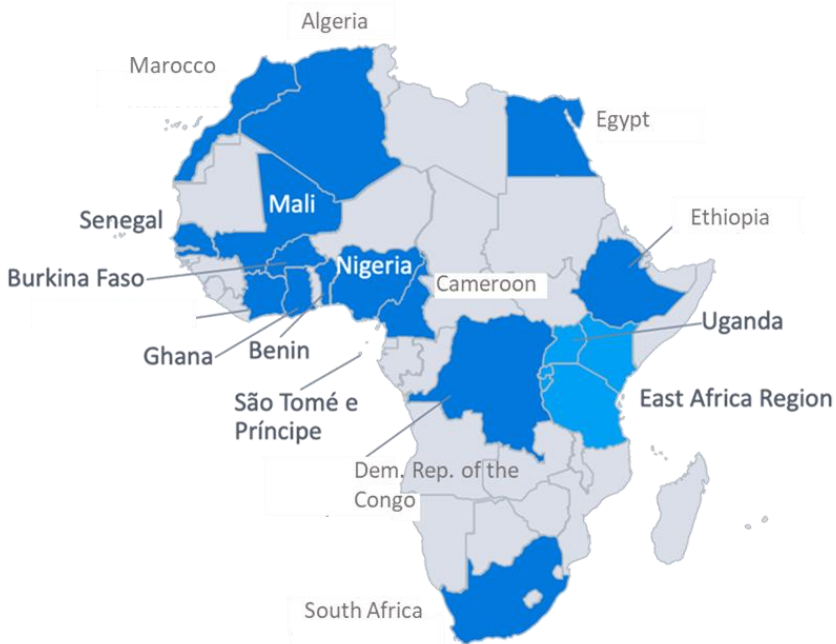 Algeria
Marocco
Egypt
Mali
Senegal
Ethiopia
Nigeria
Burkina Faso
Cameroon
Uganda
Ghana
Benin
São Tomé e
Príncipe
East Africa Region
Dem. Rep. of the
Congo
South Africa